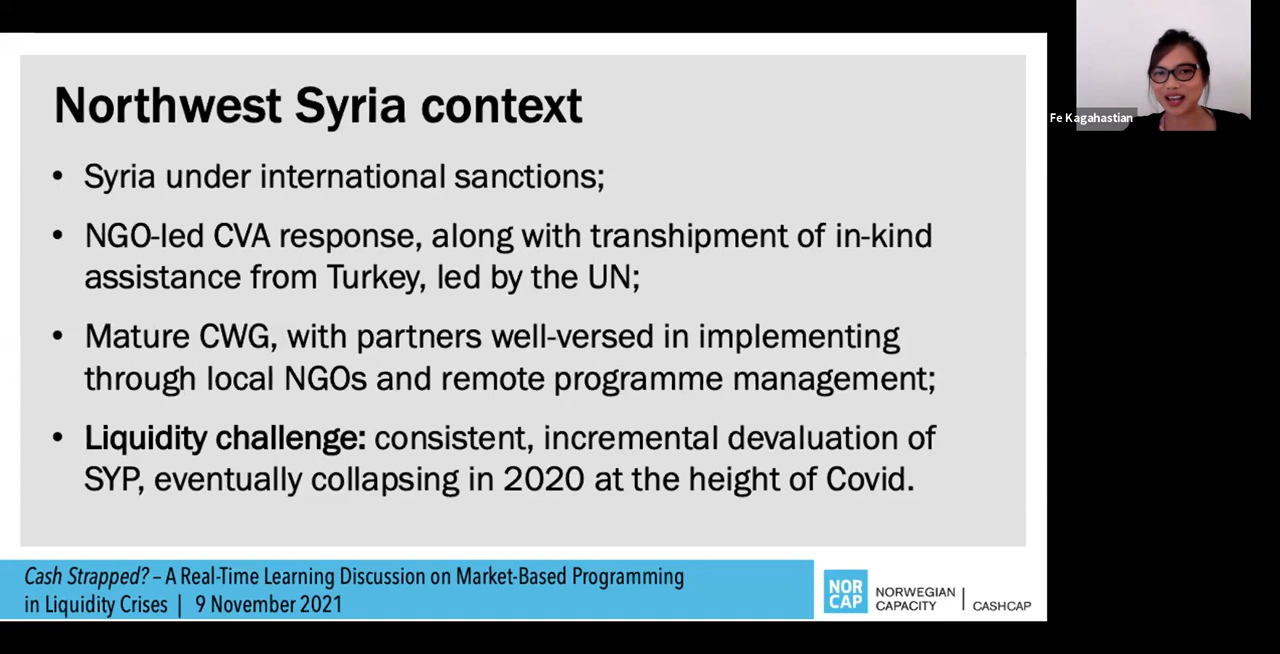 Northwest Syria context
• Syria under international sanctions;
• NGO-led CVA response, along with transhipment of in-kind
assistance from Turkey, led by the UN;
• Mature CWG, with partners well-versed in implementing
through local NGOs and remote programme management;
• Liquidity challenge: consistent, incremental devaluation of
SYP, eventually collapsing in 2020 at the height of Covid.
Cash Strapped? – A Real-Time Learning Discussion on Market-Based Programming
in Liquidity Crises | 9 November 2021
NOR
CAP
NORWEGIAN
CAPACITY | CASHCAP
Fe Kagahastian